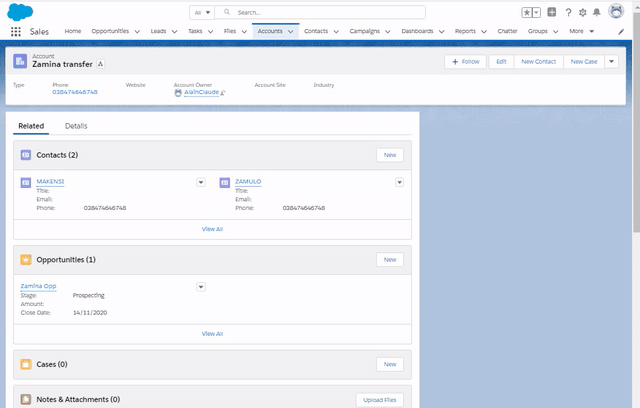 All
Search...
Sales
Home Opportunities Leads Tasks Files Accounts Contacts Campaigns Dashboards Reports Chatter Groups More
Account
Zamina transfer
+ Follow Edit New Contact New Case
Type Phone Website Account Owner Account Site Industry
038474646748 AlainClaude
Related Details
Contacts (2) New
MAKENSI ZAMULO
Title: Title:
Email: Email:
Phone: 038474646748 Phone: 038474646748
View All
Opportunities (1) New
Zamina Opp
Stage: Prospecting
Amount:
Close Date: 14/11/2020
View All
Cases (0) New
Notes & Attachments (0) Upload Files